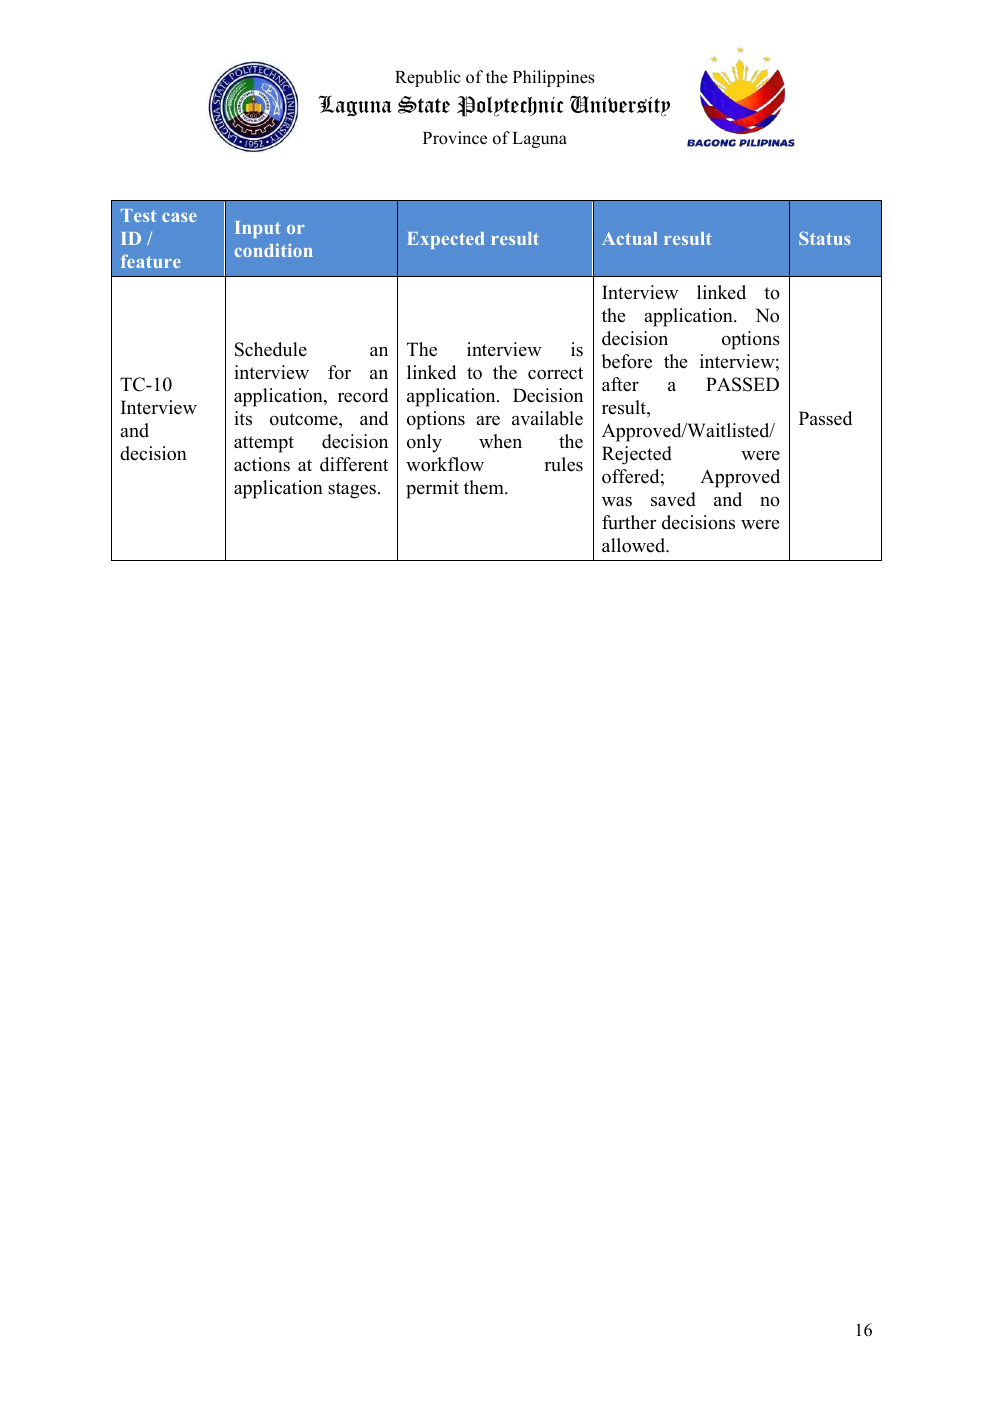 Republic of the Philippines
Laguna State Polytechnic University
Province of Laguna
LAGUNA STATE POLYTECHNIC UNIVERSITY
1952
BAGONG PILIPINAS
Test case
ID /
feature
Input or
condition
Expected result
Actual result
Status
TC-10
Interview
and
decision
Schedule an
interview for an
application, record
its outcome, and
attempt decision
actions at different
application stages.
The interview is
linked to the correct
application. Decision
options are available
only when the
workflow rules
permit them.
Interview linked to
the application. No
decision options
before the interview;
after a PASSED
result,
Approved/Waitlisted/
Rejected were
offered; Approved
was saved and no
further decisions were
allowed.
Passed
16